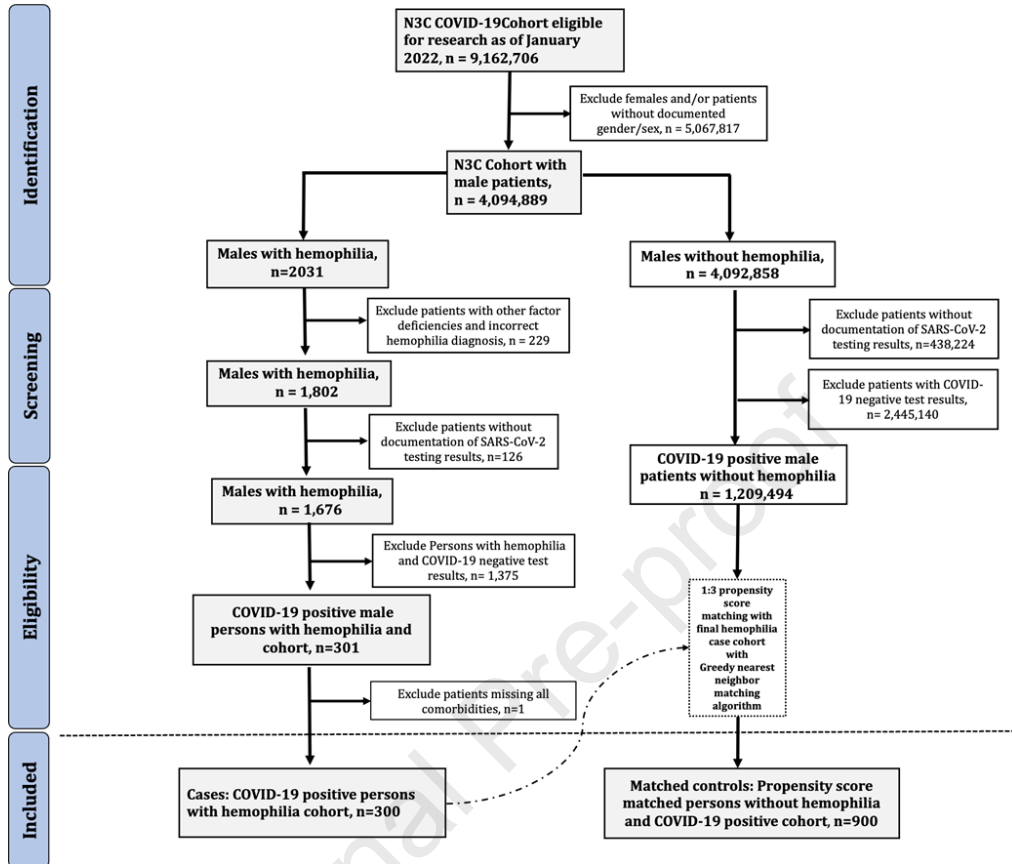 Identification
N3C COVID-19Cohort eligible
for research as of January
2022, n = 9,162,706
Exclude females and/or patients
without documented
gender/sex, n = 5,067,817
N3C Cohort with
male patients,
n = 4,094,889
Males with hemophilia,
n=2031
Males without hemophilia,
n = 4,092,858
Screening
Exclude patients with other factor
deficiencies and incorrect
hemophilia diagnosis, n = 229
Exclude patients without
documentation of SARS-CoV-2
testing results, n=438,224
Males with hemophilia,
n = 1,802
Exclude patients with COVID-
19 negative test results,
n= 2,445,140
Exclude patients without
documentation of SARS-CoV-2
testing results, n=126
COVID-19 positive male
patients without hemophilia
n = 1,209,494
Eligibility
Males with hemophilia,
n = 1,676
Exclude Persons with hemophilia
and COVID-19 negative test
results, n= 1,375
1:3 propensity
score
matching with
final hemophilia
case cohort
with
Greedy nearest
neighbor
matching
algorithm
COVID-19 positive male
persons with hemophilia and
cohort, n=301
Exclude patients missing all
comorbidities, n=1
Included
Cases: COVID-19 positive persons
with hemophilia cohort, n=300
Matched controls: Propensity score
matched persons without hemophilia
and COVID-19 positive cohort, n=900
nal Pre-proof